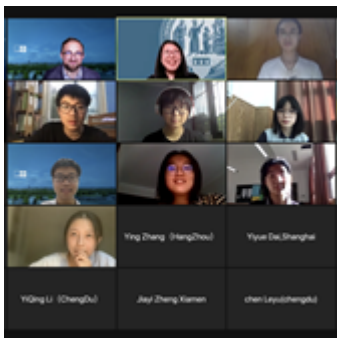 Ying Zhang (HangZhou)
Yiyue Dai,Shanghai
YiQing Li (ChengDu)
Jiayi Zheng Xiamen
chen Leyu(chengdu)